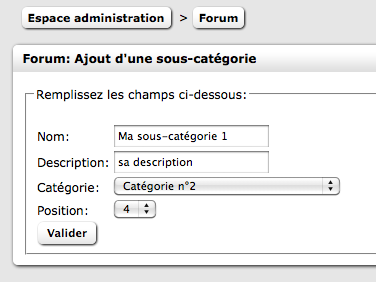 Espace administration > Forum
Forum: Ajout d'une sous-catégorie
Remplissez les champs ci-dessous:
Nom: Ma sous-catégorie 1
Description: sa description
Catégorie: Catégorie n°2
Position: 4
Valider